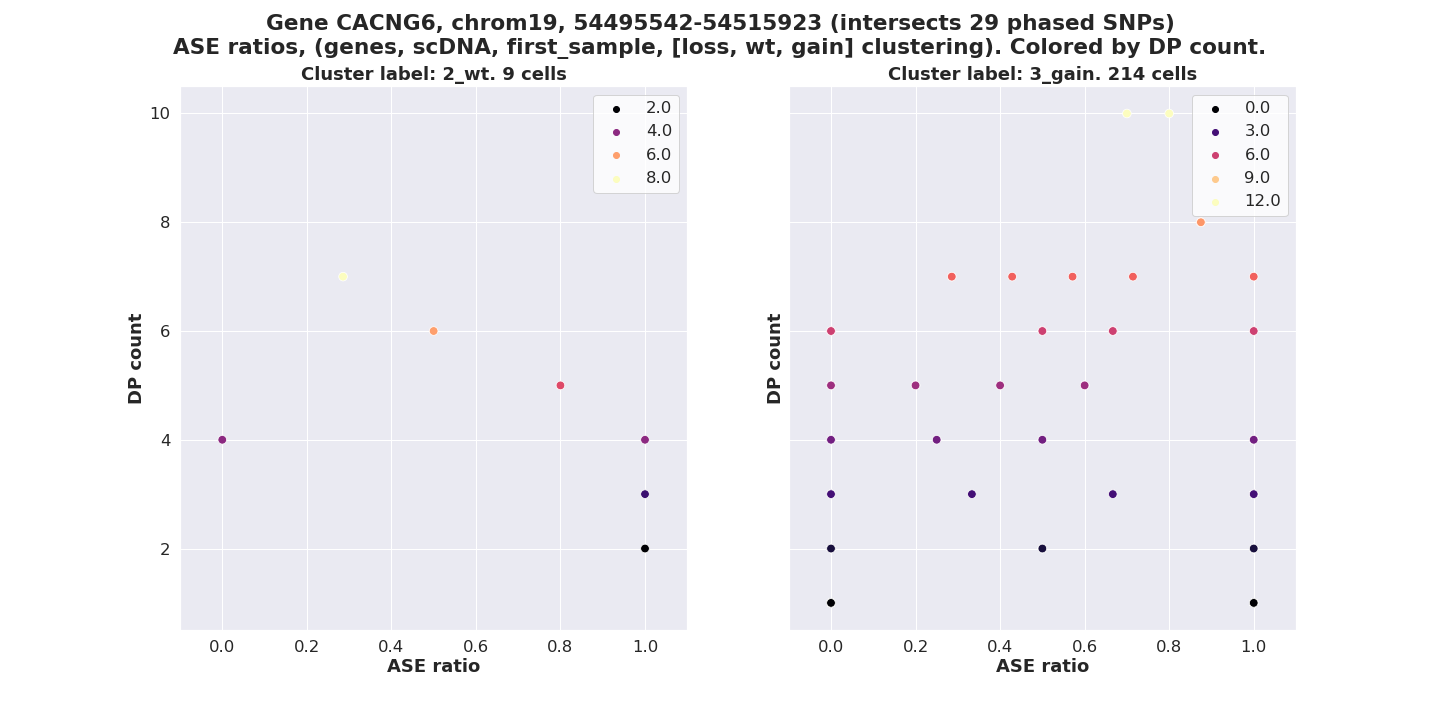 Gene CACNG6, chrom19, 54495542-54515923 (intersects 29 phased SNPs)
ASE ratios, (genes, scDNA, first_sample, [loss, wt, gain] clustering). Colored by DP count.
Cluster label: 2_wt. 9 cells
2.0
4.0
6.0
8.0
10
8
6
4
2
DP count
0.0 0.2 0.4 0.6 0.8 1.0
ASE ratio
Cluster label: 3_gain. 214 cells
0.0
3.0
6.0
9.0
12.0
DP count
0.0 0.2 0.4 0.6 0.8 1.0
ASE ratio